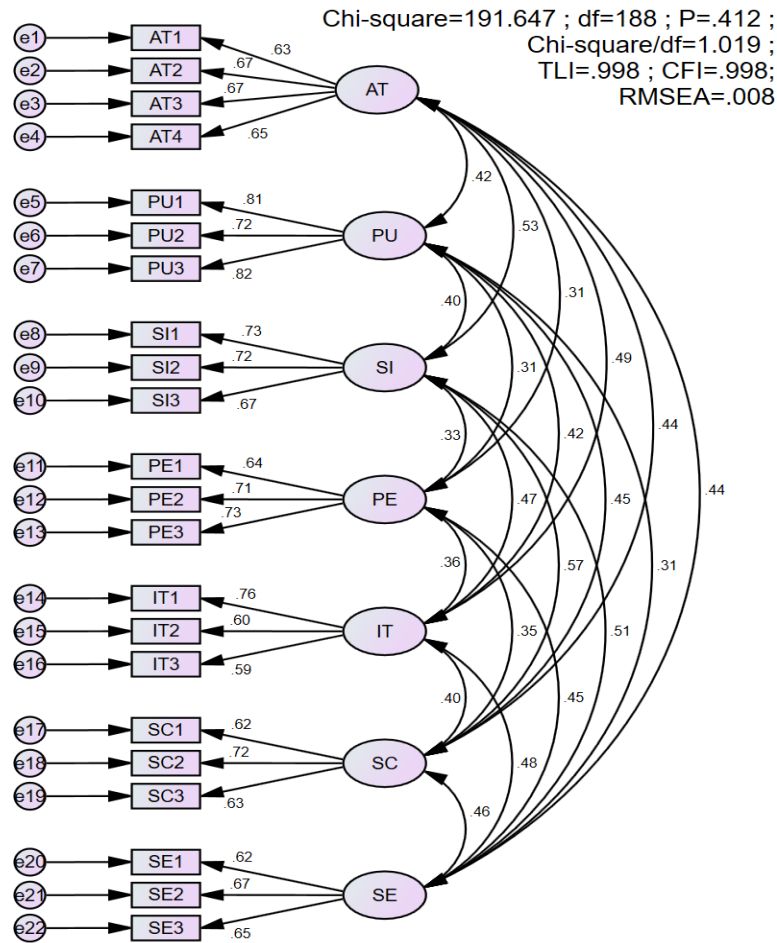 Chi-square=191.647 ; df=188 ; P=.412 ;
Chi-square/df=1.019 ;
TLI=.998 ; CFI=.998;
RMSEA=.008
e1 AT1 .63
e2 AT2 .67
e3 AT3 .67
e4 AT4 .65
AT
.42
e5 PU1 .81
e6 PU2 .72
e7 PU3 .82
PU
.53
.40
.31
e8 SI1 .73
e9 SI2 .72
e10 SI3 .67
SI
.31
.49
.33
.42
.44
e11 PE1 .64
e12 PE2 .71
e13 PE3 .73
PE
.47
.45
.44
.36
.57
.31
e14 IT1 .76
e15 IT2 .60
e16 IT3 .59
IT
.35
.51
.40
.45
e17 SC1 .62
e18 SC2 .72
e19 SC3 .63
SC
.48
.46
e20 SE1 .62
e21 SE2 .67
e22 SE3 .65
SE